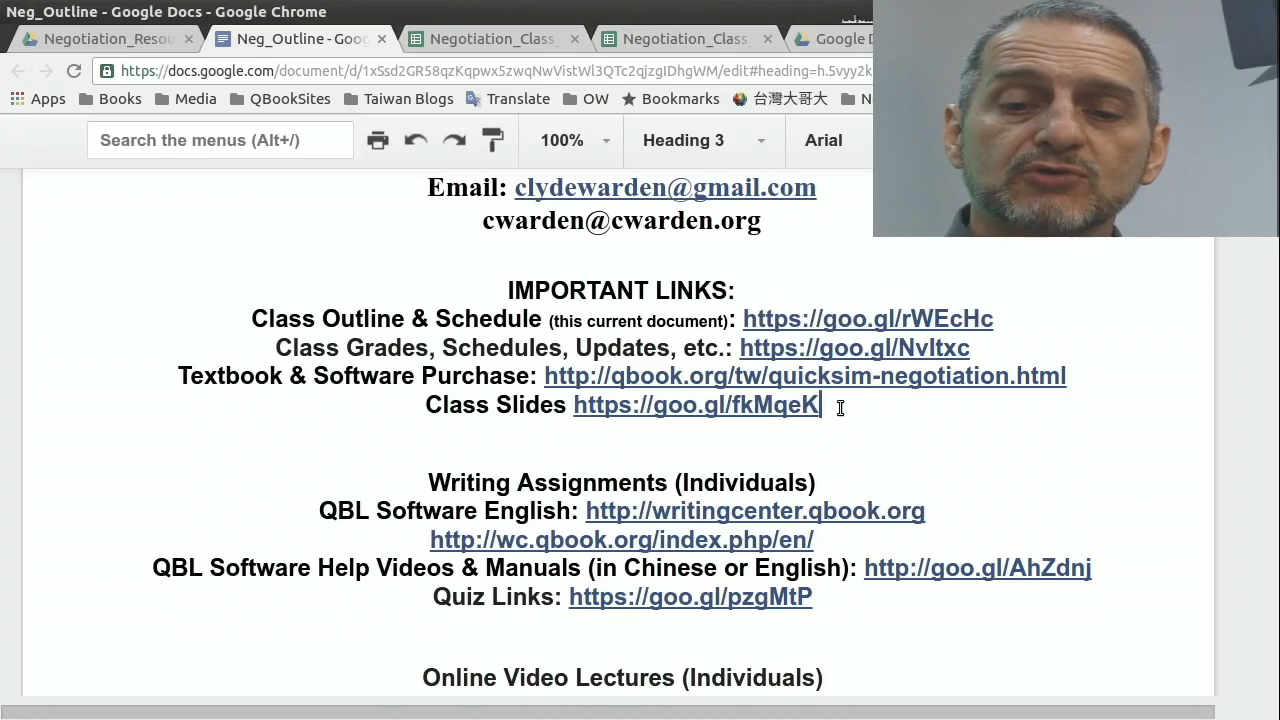 Neg_Outline - Google Docs - Google Chrome
Negotiation_Resou ×
Neg_Outline - Goog ×
Negotiation_Class_ ×
Negotiation_Class_ ×
Google D
https://docs.google.com/document/d/1xSsd2GR58qzKqpwx5zwqNwVistWl3QTc2qjzgIDhgWM/edit#heading=h.5vyy2k
Apps Books Media QBookSites Taiwan Blogs Translate OW Bookmarks 台灣大哥大 N
Search the menus (Alt+/) 100% Heading 3 Arial
Email: clydewarden@gmail.com
cwarden@cwarden.org
IMPORTANT LINKS:
Class Outline & Schedule (this current document): https://goo.gl/rWEcHc
Class Grades, Schedules, Updates, etc.: https://goo.gl/NvItxc
Textbook & Software Purchase: http://qbook.org/tw/quicksim-negotiation.html
Class Slides https://goo.gl/fkMqeK
Writing Assignments (Individuals)
QBL Software English: http://writingcenter.qbook.org
http://wc.qbook.org/index.php/en/
QBL Software Help Videos & Manuals (in Chinese or English): http://goo.gl/AhZdnj
Quiz Links: https://goo.gl/pzgMtP
Online Video Lectures (Individuals)